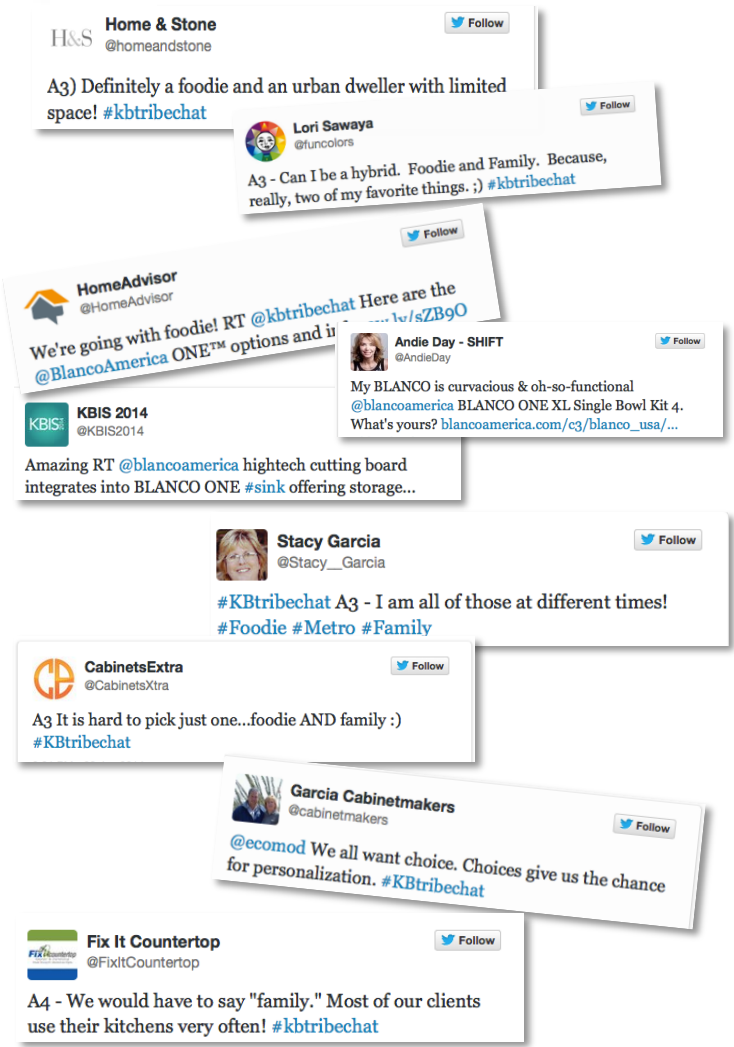 H&S
Home & Stone
@homeandstone
Follow
A3) Definitely a foodie and an urban dweller with limited
space! #kbtribechat
Lori Sawaya
@funcolors
Follow
A3 - Can I be a hybrid. Foodie and Family. Because,
really, two of my favorite things. ;) #kbtribechat
HomeAdvisor
@HomeAdvisor
Follow
We're going with foodie! RT @kbtribechat Here are the
@BlancoAmerica ONE™ options and
Andie Day - SHIFT
@AndieDay
Follow
My BLANCO is curvacious & oh-so-functional
@blancoamerica BLANCO ONE XL Single Bowl Kit 4.
What's yours? blancoamerica.com/c3/blanco_usa/...
KBIS
KBIS 2014
@KBIS2014
Amazing RT @blancoamerica hightech cutting board
integrates into BLANCO ONE #sink offering storage...
Stacy Garcia
@Stacy__Garcia
Follow
#KBtribechat A3 - I am all of those at different times!
#Foodie #Metro #Family
CabinetsExtra
@CabinetsXtra
Follow
A3 It is hard to pick just one...foodie AND family :)
#KBtribechat
Garcia Cabinetmakers
@cabinetmakers
Follow
@ecomod We all want choice. Choices give us the chance
for personalization. #KBtribechat
Fix It Countertop
@FixItCountertop
Follow
A4 - We would have to say "family." Most of our clients
use their kitchens very often! #kbtribechat